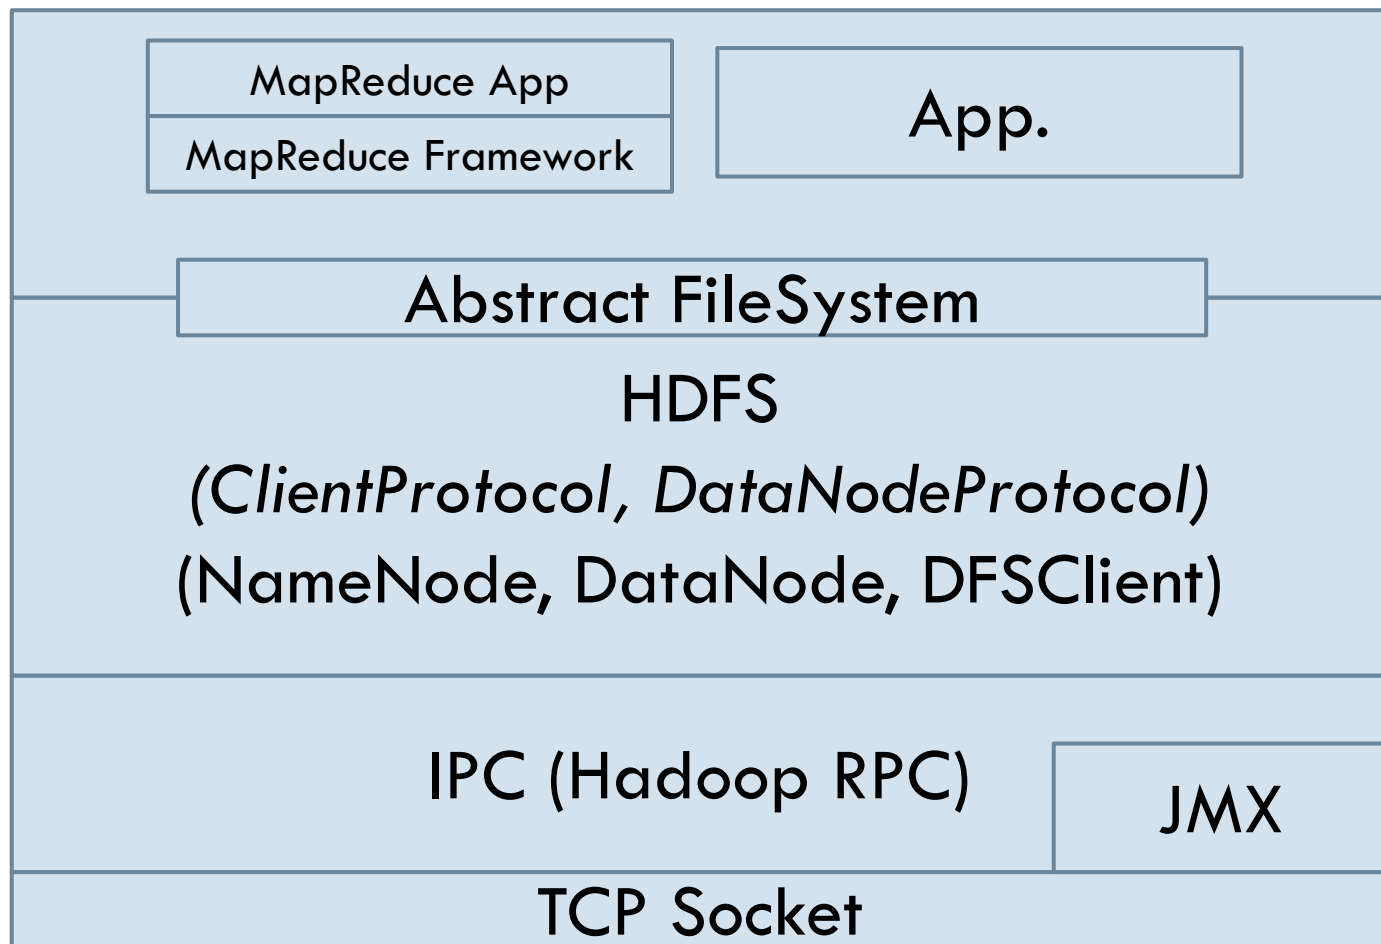 MapReduce App
MapReduce Framework
App.
Abstract FileSystem
HDFS
(ClientProtocol, DataNodeProtocol)
(NameNode, DataNode, DFSClient)
IPC (Hadoop RPC)
JMX
TCP Socket